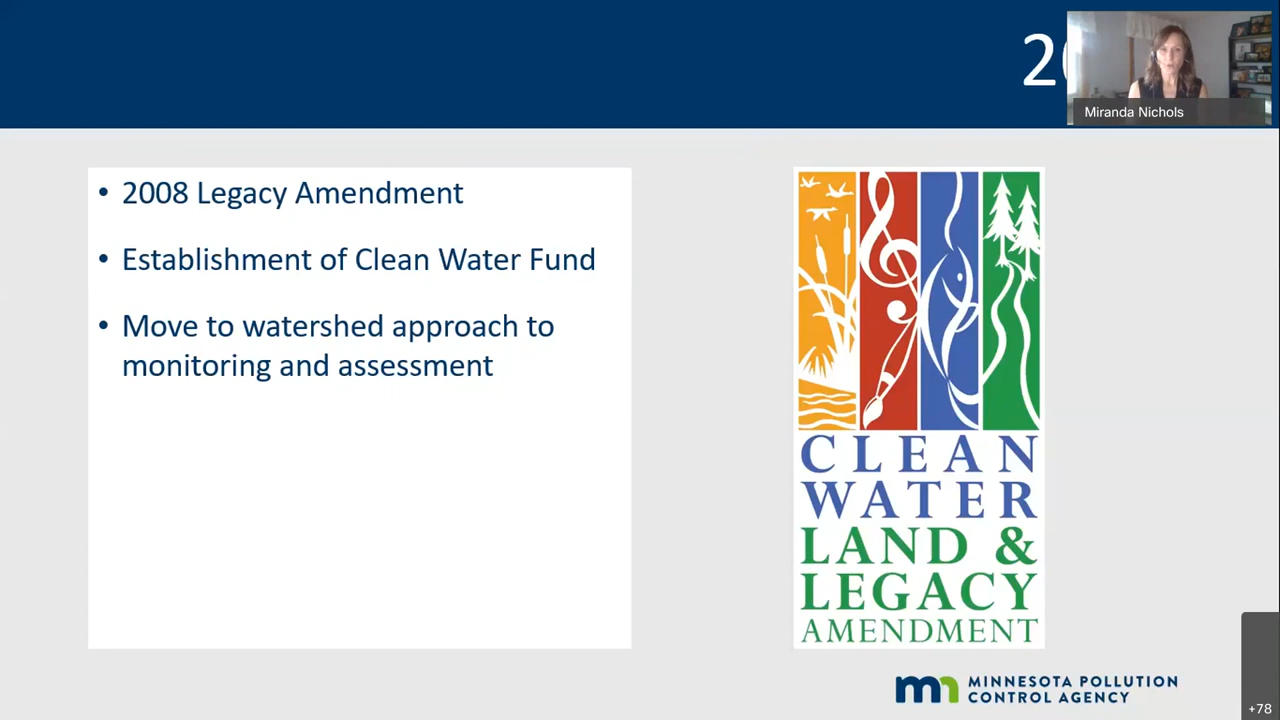 Miranda Nichols
• 2008 Legacy Amendment
• Establishment of Clean Water Fund
• Move to watershed approach to
monitoring and assessment
CLEAN
WATER
LAND &
LEGACY
AMENDMENT
MINNESOTA POLLUTION
CONTROL AGENCY
+78